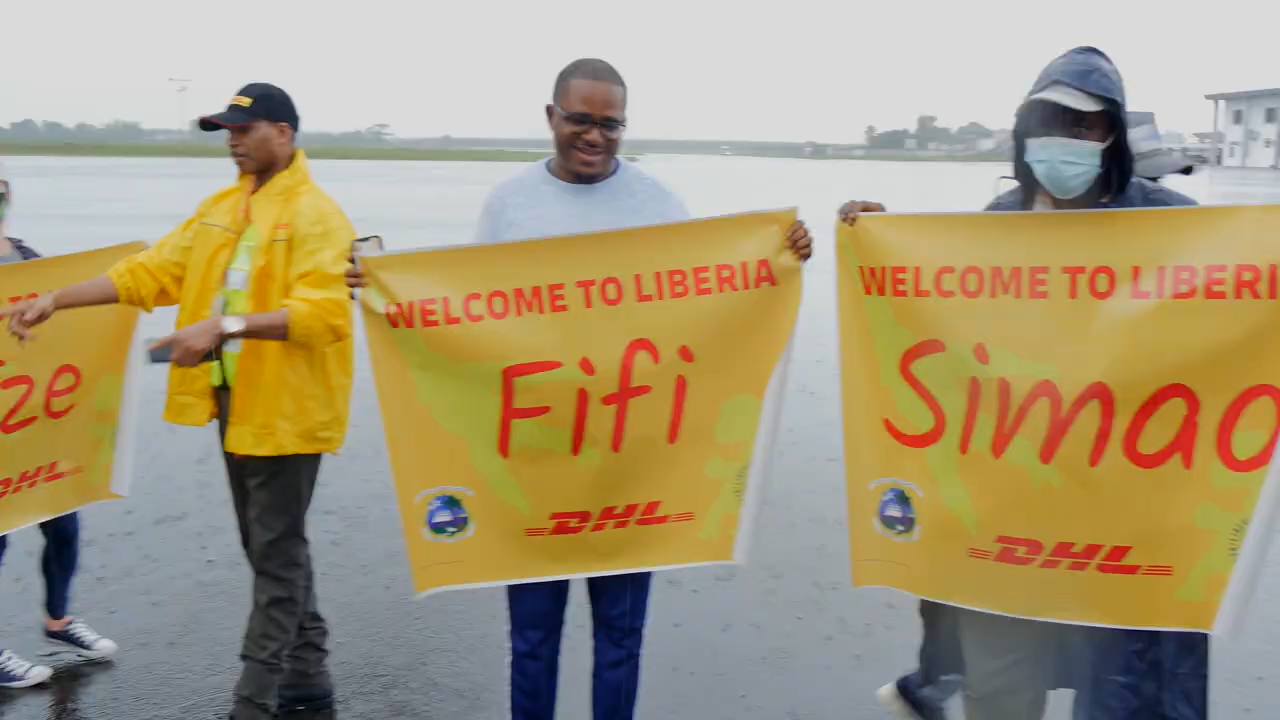 ze
DHL
WELCOME TO LIBERIA
Fifi
DHL
WELCOME TO LIBERI
Simao
DHL